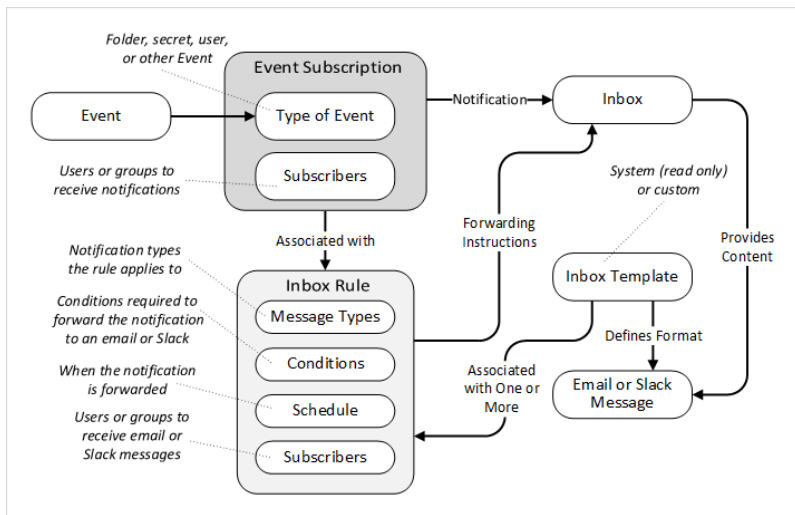 Folder, secret, user,
or other Event
Event Subscription
Event
Type of Event
Notification
Inbox
Users or groups to
receive notifications
Subscribers
System (read only)
or custom
Associated with
Forwarding
Instructions
Provides
Content
Notification types
the rule applies to
Inbox Rule
Message Types
Inbox Template
Conditions required to
forward the notification
to an email or Slack
Conditions
Defines Format
When the notification
is forwarded
Schedule
Associated
with One or
More
Email or Slack
Message
Users or groups to
receive email or
Slack messages
Subscribers